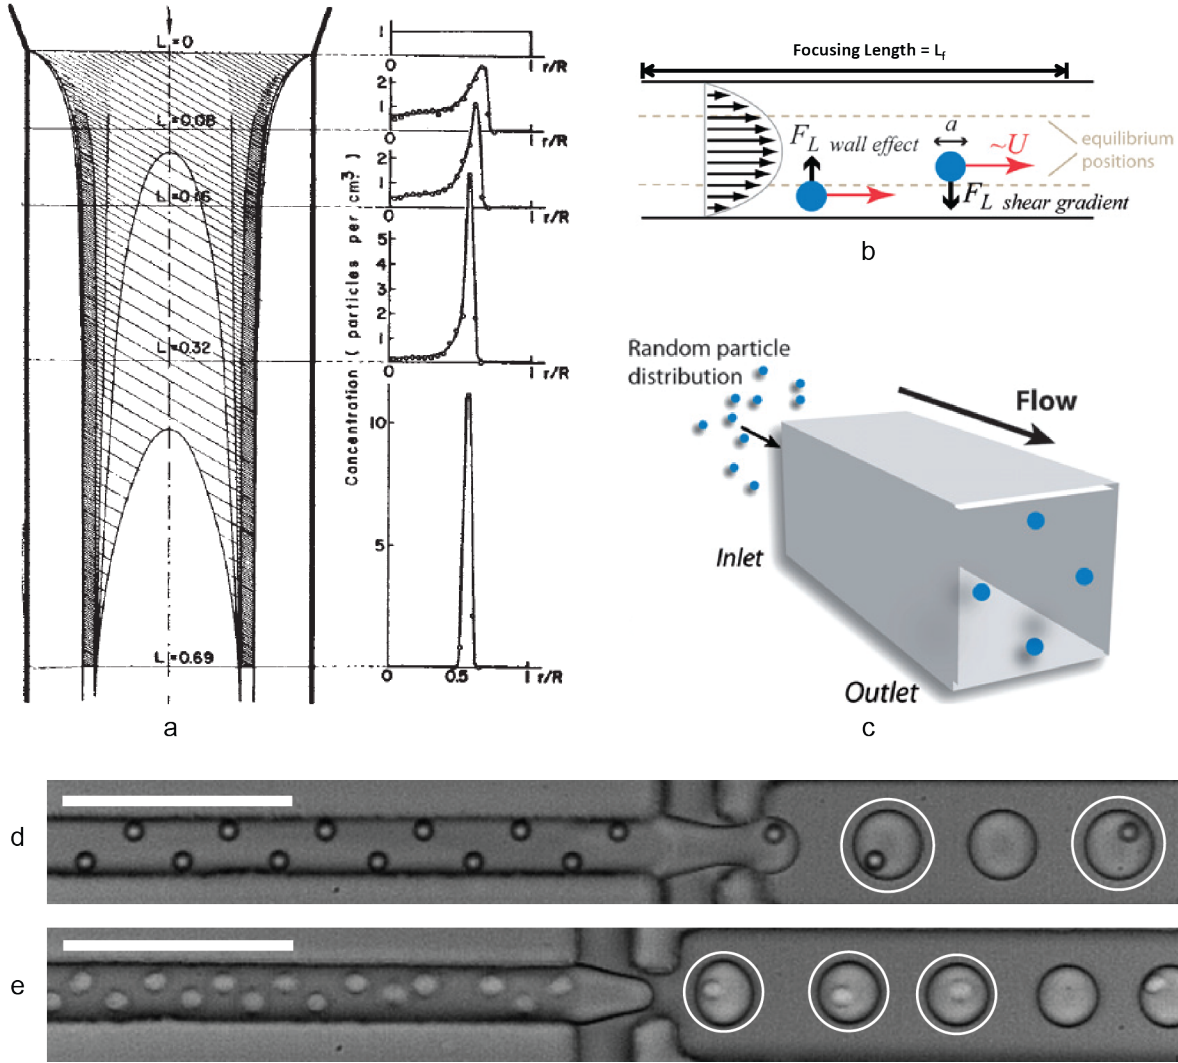 L=0
L=0.08
L=0.16
L=0.32
L=0.69
a
Concentration ( particles per cm3 )
1
0
1 r/R
2
1
0
1 r/R
2
1
0
1 r/R
5
4
3
2
1
0
1 r/R
10
5
0
0.5
1 r/R
Focusing Length = Lf
FL wall effect
a
~U
equilibrium
positions
FL shear gradient
b
Random particle
distribution
Flow
Inlet
Outlet
c
d
e